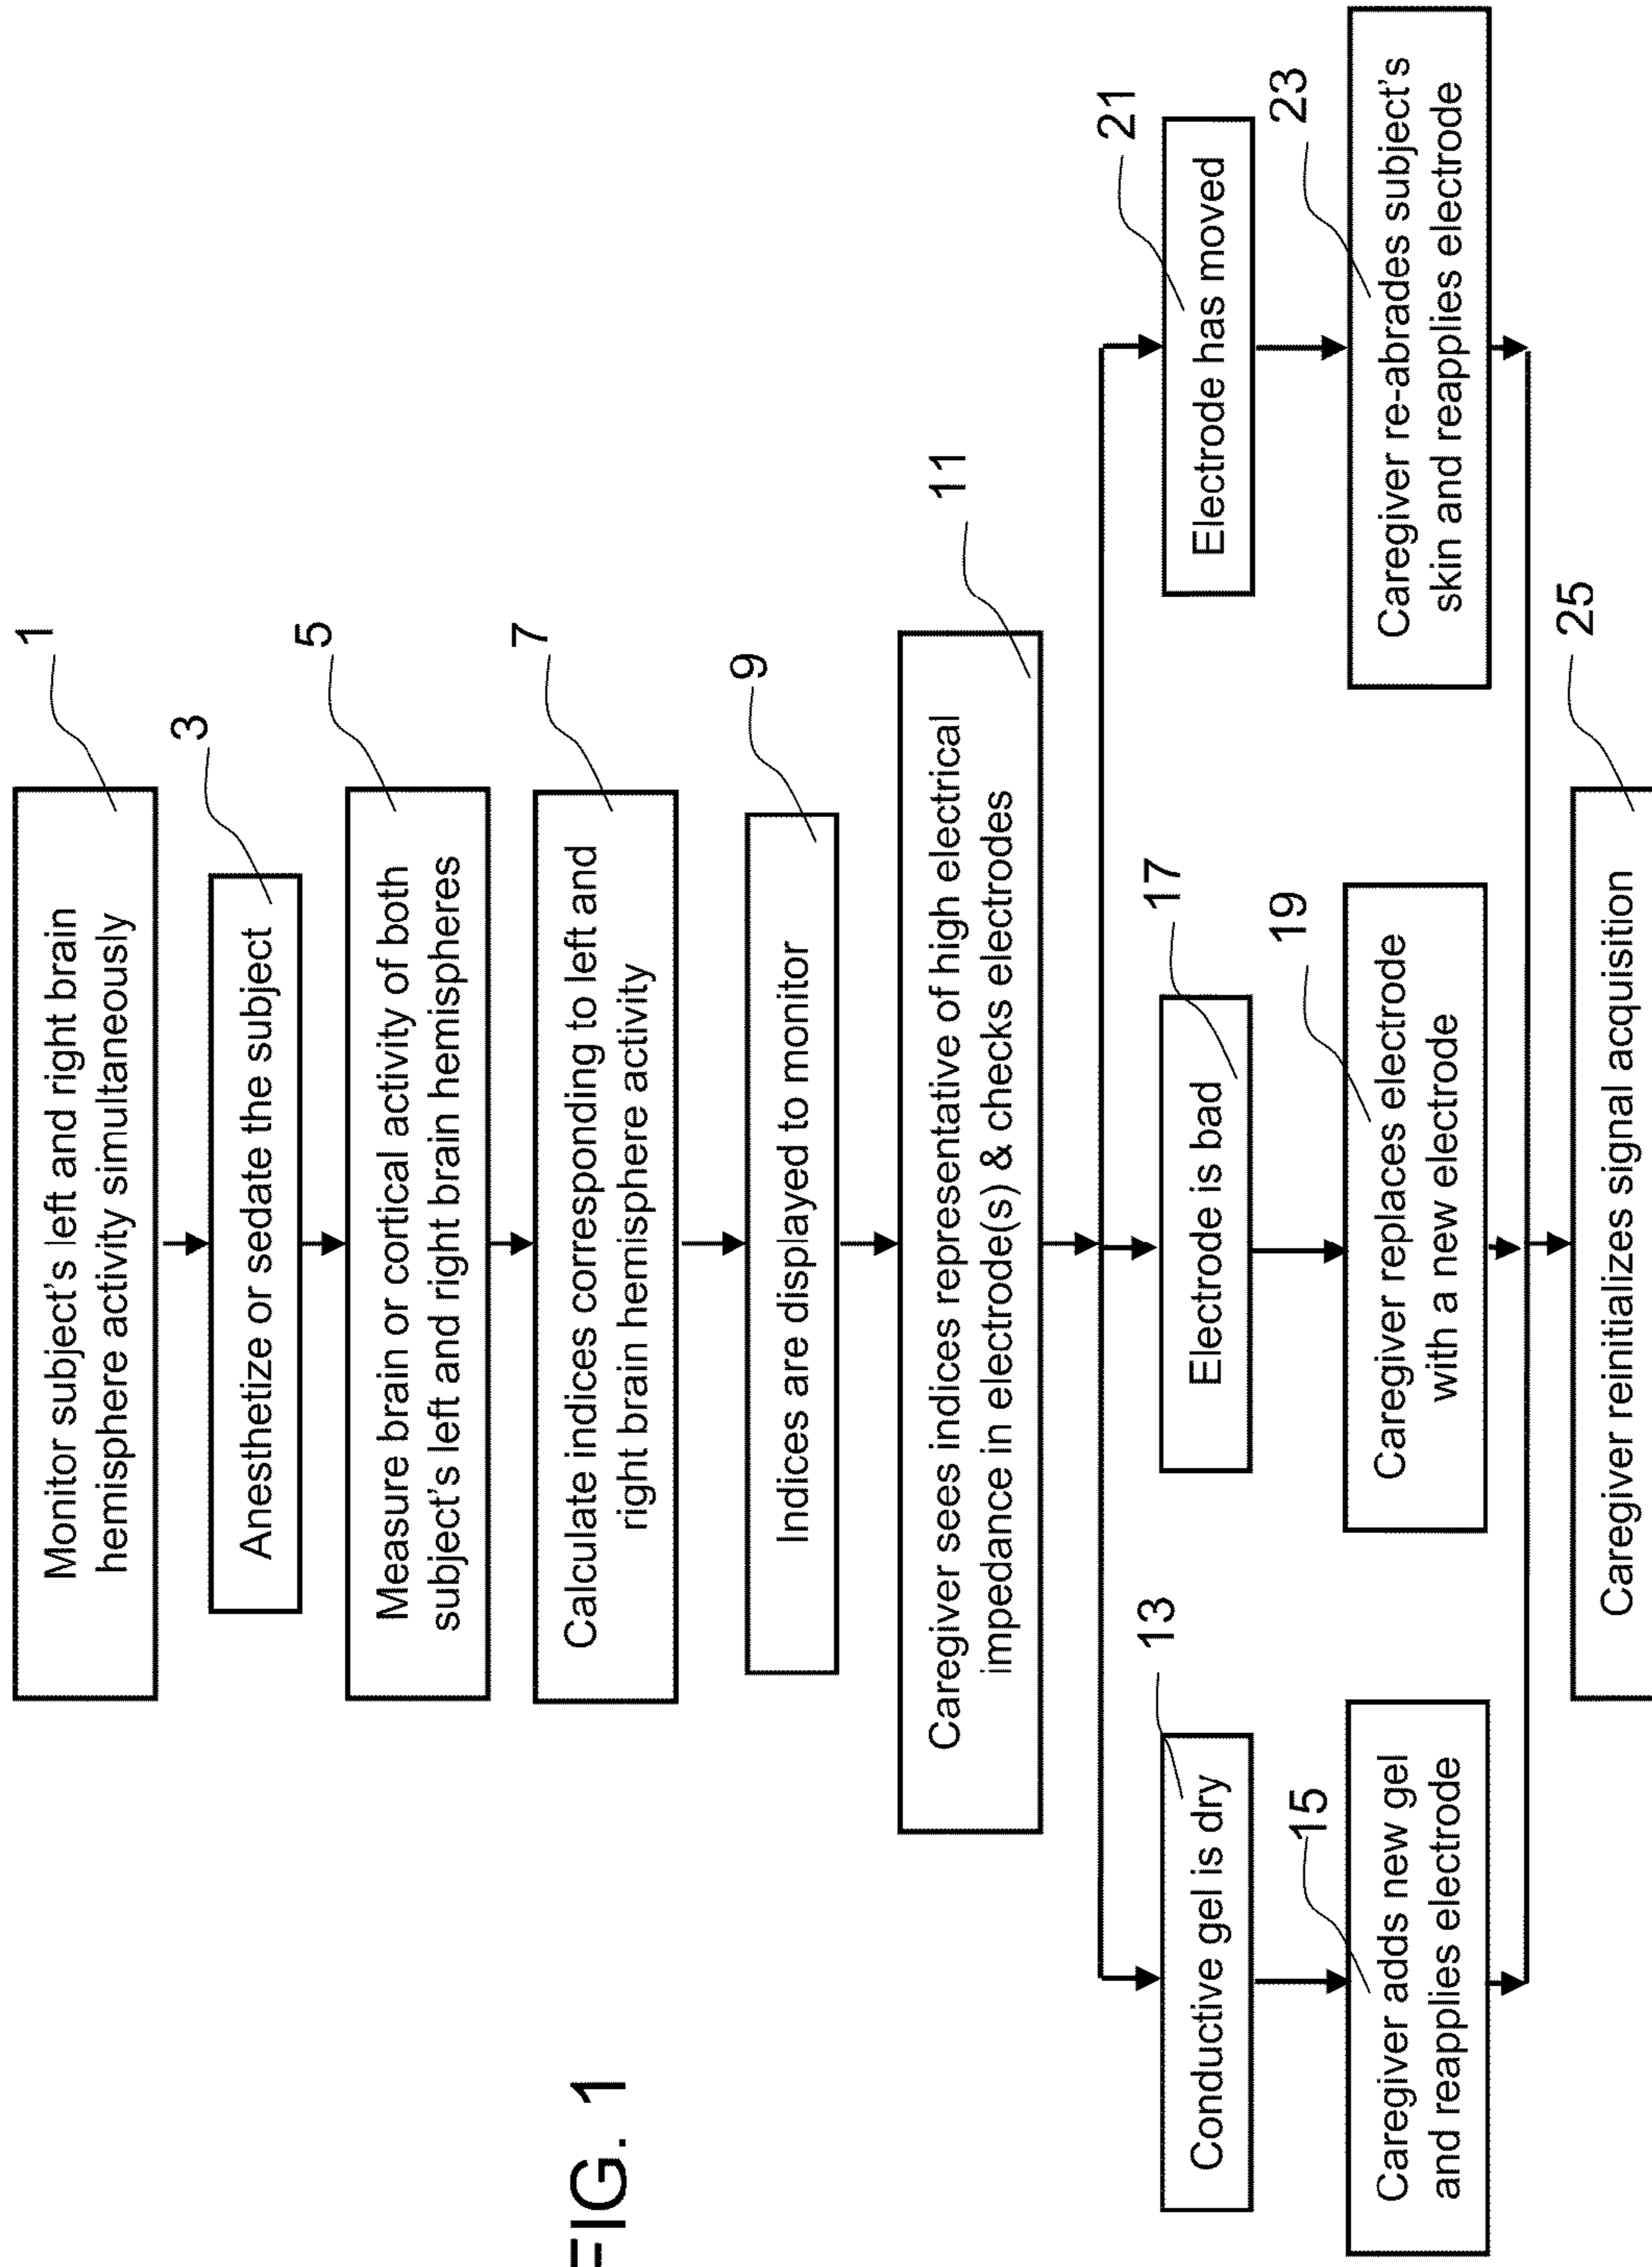 1
Monitor subject's left and right brain
hemisphere activity simultaneously
3
Anesthetize or sedate the subject
5
Measure brain or cortical activity of both
subject's left and right brain hemispheres
7
Calculate indices corresponding to left and
right brain hemisphere activity
9
Indices are displayed to monitor
11
Caregiver sees indices representative of high electrical
impedance in electrode(s) & checks electrodes
13
Conductive gel is dry
15
Caregiver adds new gel
and reapplies electrode
17
Electrode is bad
19
Caregiver replaces electrode
with a new electrode
21
Electrode has moved
23
Caregiver re-abrades subject's
skin and reapplies electrode
25
Caregiver reinitializes signal acquisition
FIG. 1